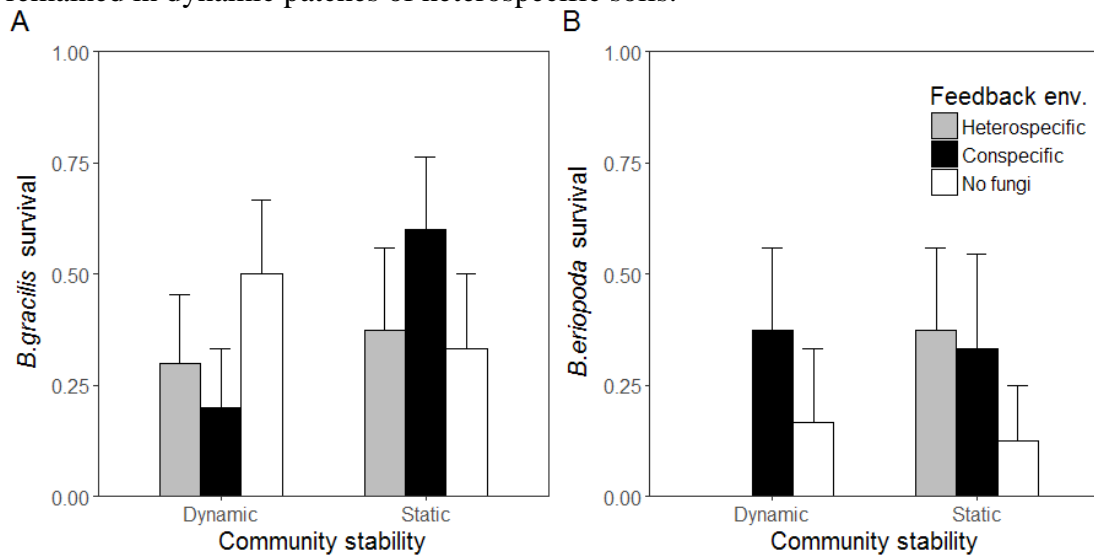 remained in dynamic patches of heterospecific soils.
A
1.00
0.75
0.50
0.25
0.00
B.gracilis survival
Dynamic
Static
Community stability
B
1.00
0.75
0.50
0.25
0.00
B.eriopoda survival
Feedback env.
Heterospecific
Conspecific
No fungi
Dynamic
Static
Community stability